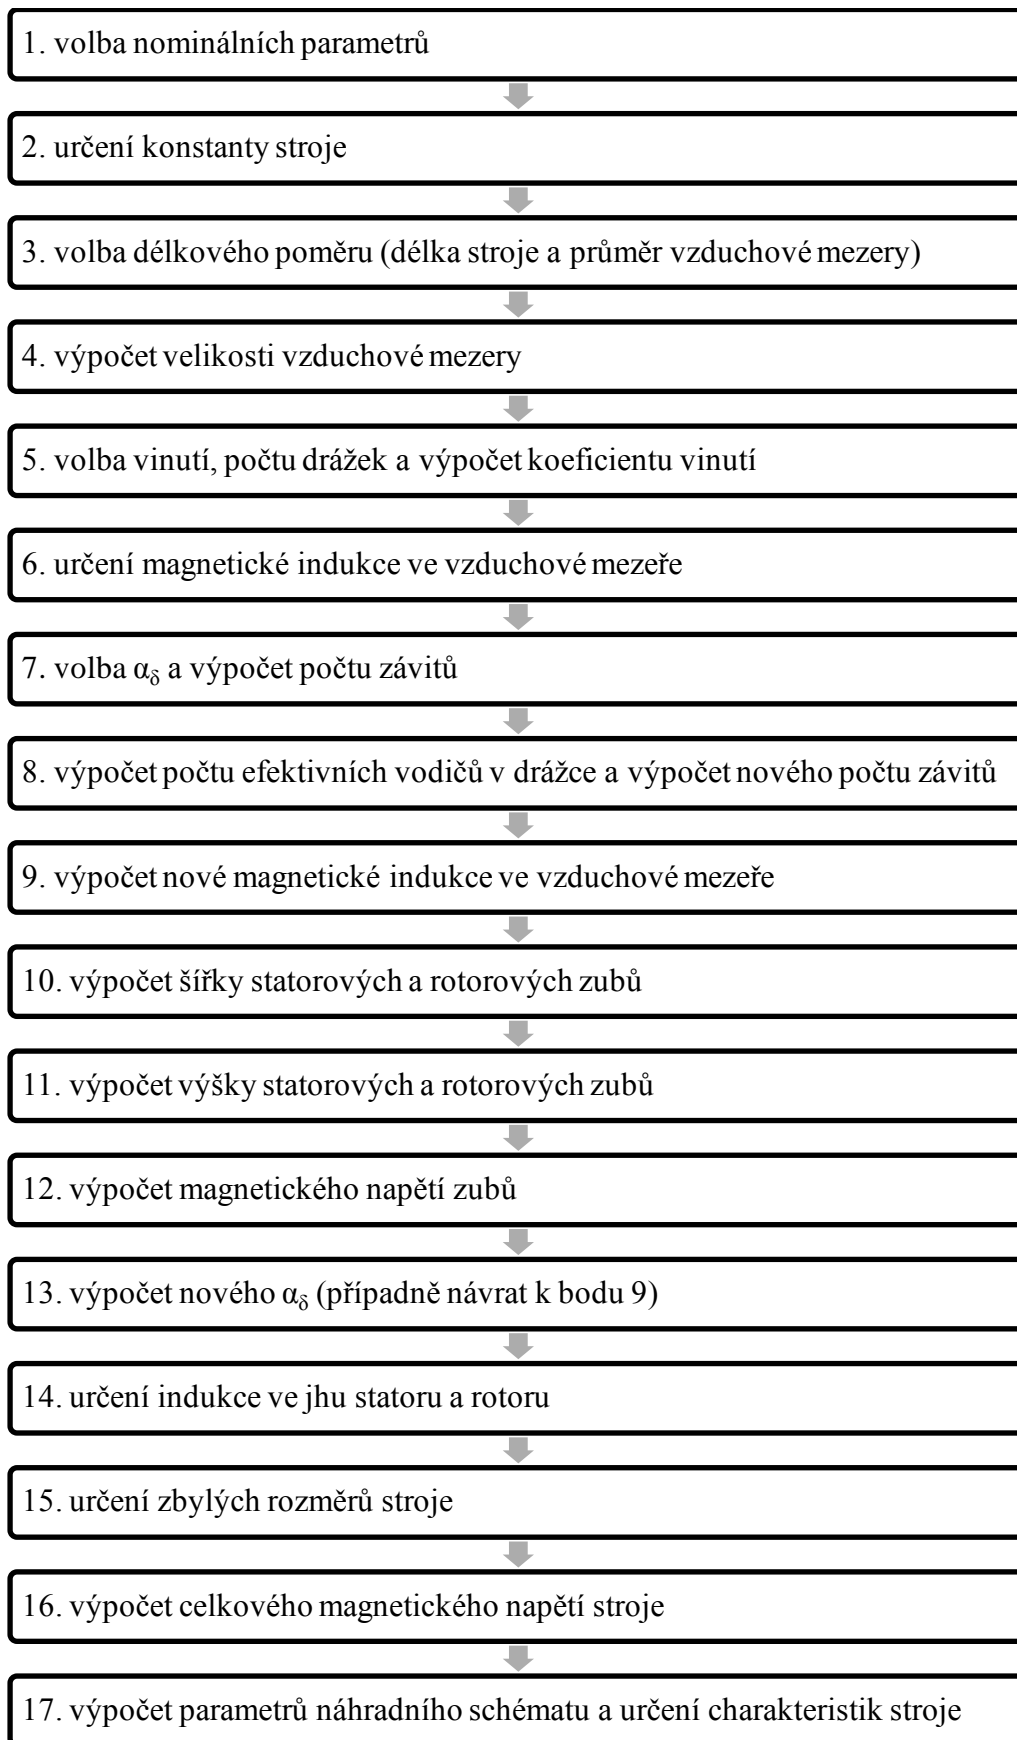 1. volba nominálních parametrů
2. určení konstanty stroje
3. volba délkového poměru (délka stroje a průměr vzduchové mezery)
4. výpočet velikosti vzduchové mezery
5. volba vinutí, počtu drážek a výpočet koeficientu vinutí
6. určení magnetické indukce ve vzduchové mezeře
7. volba α<sub>δ</sub> a výpočet počtu závitů
8. výpočet počtu efektivních vodičů v drážce a výpočet nového počtu závitů
9. výpočet nové magnetické indukce ve vzduchové mezeře
10. výpočet šířky statorových a rotorových zubů
11. výpočet výšky statorových a rotorových zubů
12. výpočet magnetického napětí zubů
13. výpočet nového α<sub>δ</sub> (případně návrat k bodu 9)
14. určení indukce ve jhu statoru a rotoru
15. určení zbylých rozměrů stroje
16. výpočet celkového magnetického napětí stroje
17. výpočet parametrů náhradního schématu a určení charakteristik stroje